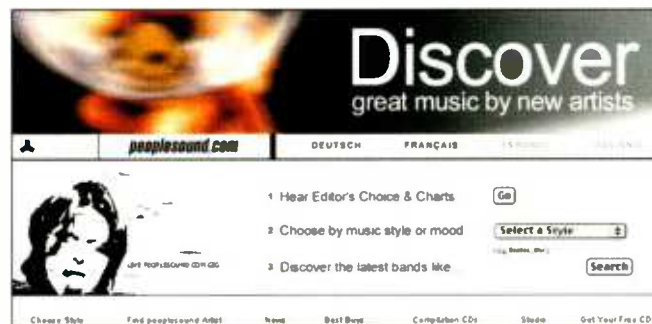 Discover
great music by new artists
peoplesound.com DEUTSCH FRANÇAIS
1 Hear Editor's Choice & Charts Go
2 Choose by music style or mood Select a Style
3 Discover the latest bands like Search
Choose Style Find peoplesound Artist News Best Buys Compilation CDs Studio Get Your Free CD